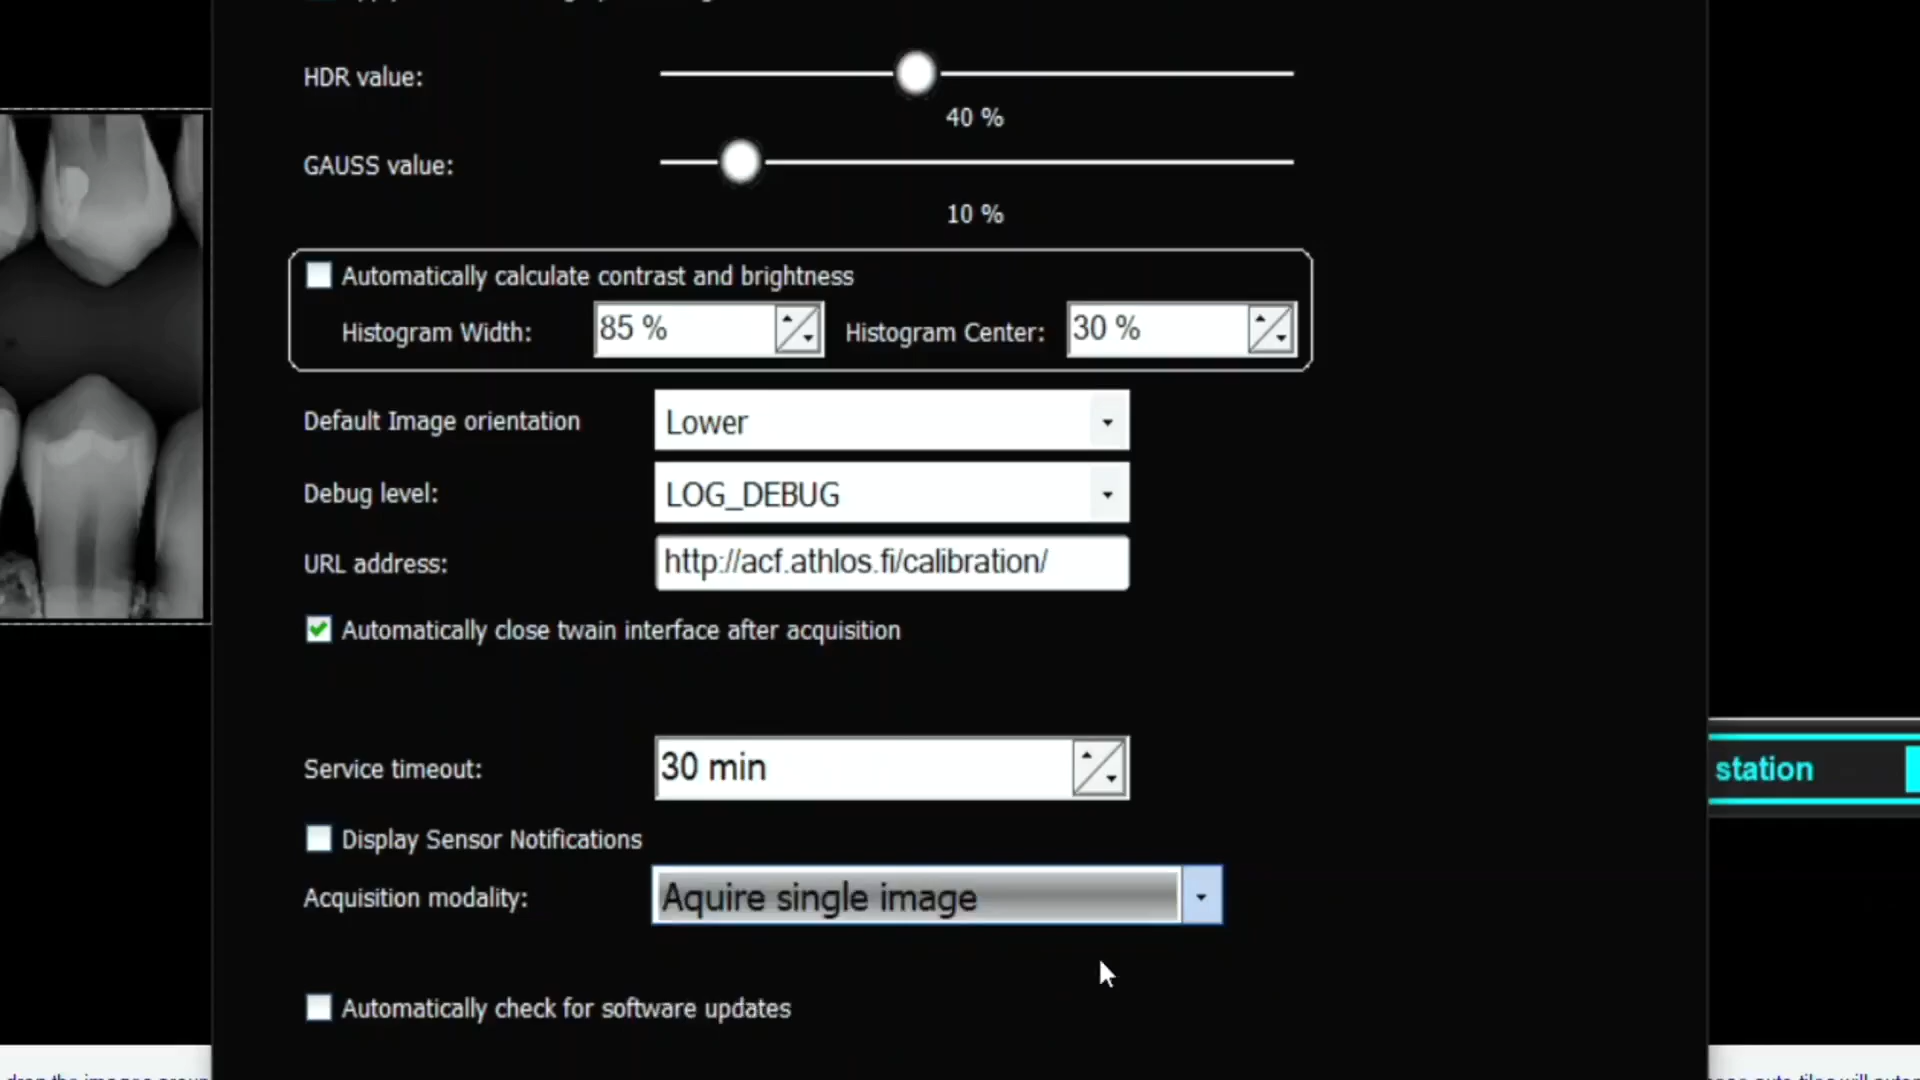 HDR value:
40 %
GAUSS value:
10 %
Automatically calculate contrast and brightness
Histogram Width: 85 % Histogram Center: 30 %
Default Image orientation Lower
Debug level: LOG_DEBUG
URL address: http://acf.athlos.fi/calibration/
Automatically close twain interface after acquisition
Service timeout: 30 min
station
Display Sensor Notifications
Acquisition modality: Aquire single image
Automatically check for software updates